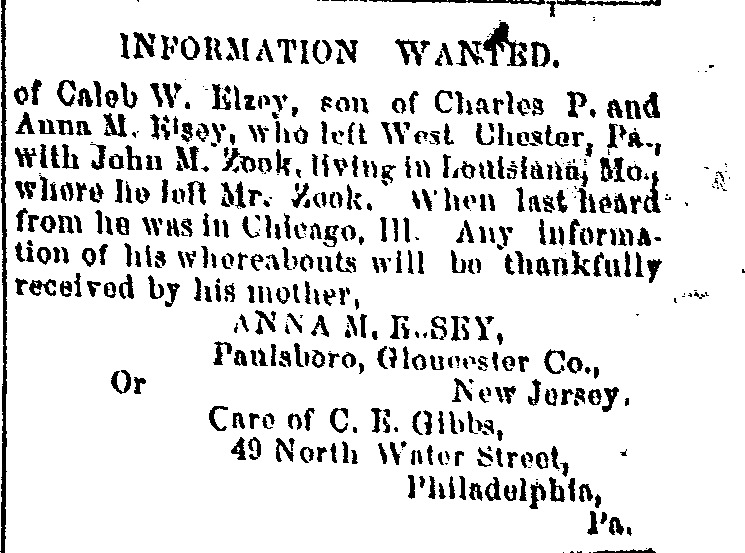 INFORMATION WANTED.
of Caleb W. Elzey, son of Charles P. and
Anna M. Elsey, who left West Chester, Pa.,
with John M. Zook, living in Louisiana, Mo.,
where he left Mr. Zook. When last heard
from he was in Chicago, Ill. Any informa-
tion of his whereabouts will be thankfully
received by his mother,
ANNA M. ELSEY,
Paulsboro, Gloucester Co.,
Or New Jersey.
Care of C. E. Gibbs,
49 North Water Street,
Philadelphia,
Pa.